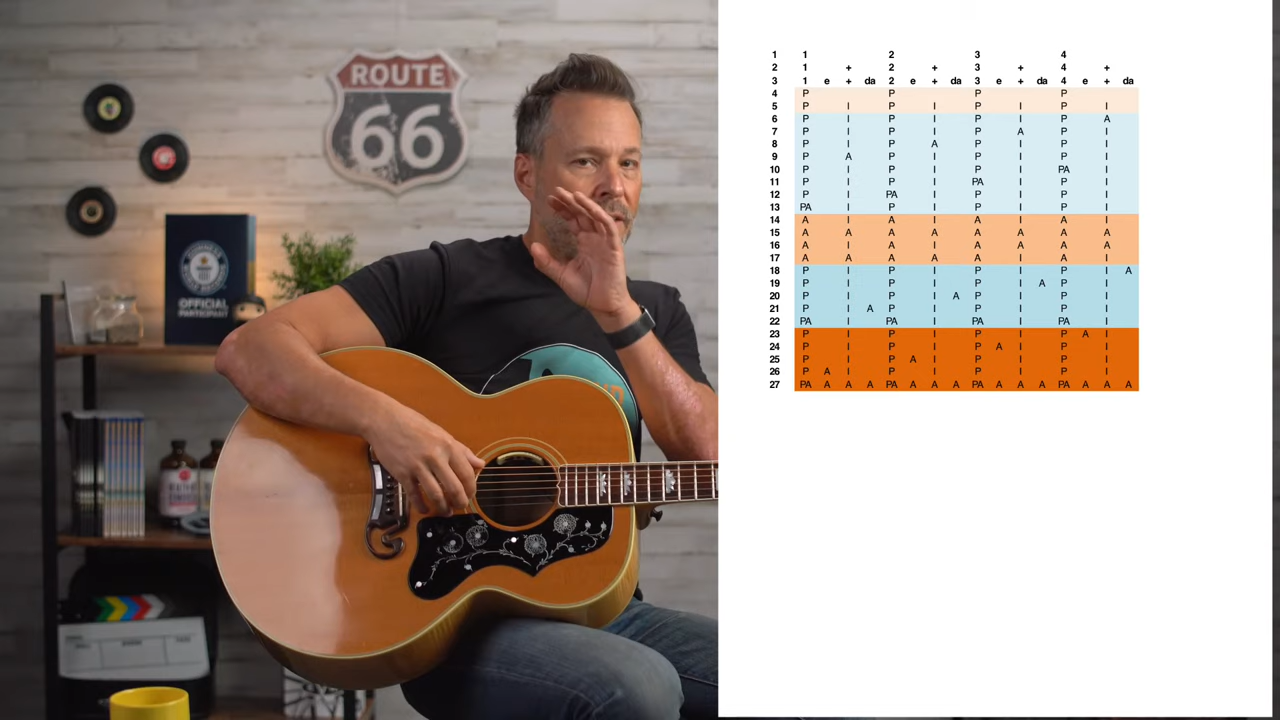 ROUTE
66
OFFICIAL
PARTICIPANT
1 1 2 3 4
2 1 + 2 + 3 + 4 +
3 1 e + da 2 e + da 3 e + da 4 e + da
4 P P P P
5 P I P I P I P I
6 P I P I P I P A
7 P I P I P A P I
8 P I P A P I P I
9 P A P I P I P I
10 P I P I P I PA I
11 P I P I PA I P I
12 P I PA I P I P I
13 PA I P I P I P I
14 A I A I A I A I
15 A A A A A A A A
16 A I A I A A A A
17 A A A A A I A I
18 P I P I P I P I A
19 P I P I P I A P I
20 P I P I A P I P I
21 P I A P I P I P I
22 PA I PA I PA I PA I
23 P I P I P I P A I
24 P I P I P A I P I
25 P I P A I P I P I
26 P A I P I P I P I
27 PA A A A PA A A A PA A A A PA A A A